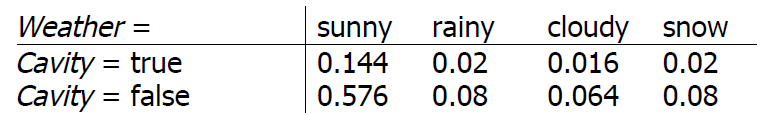 Weather = sunny rainy cloudy snow
Cavity = true 0.144 0.02 0.016 0.02
Cavity = false 0.576 0.08 0.064 0.08